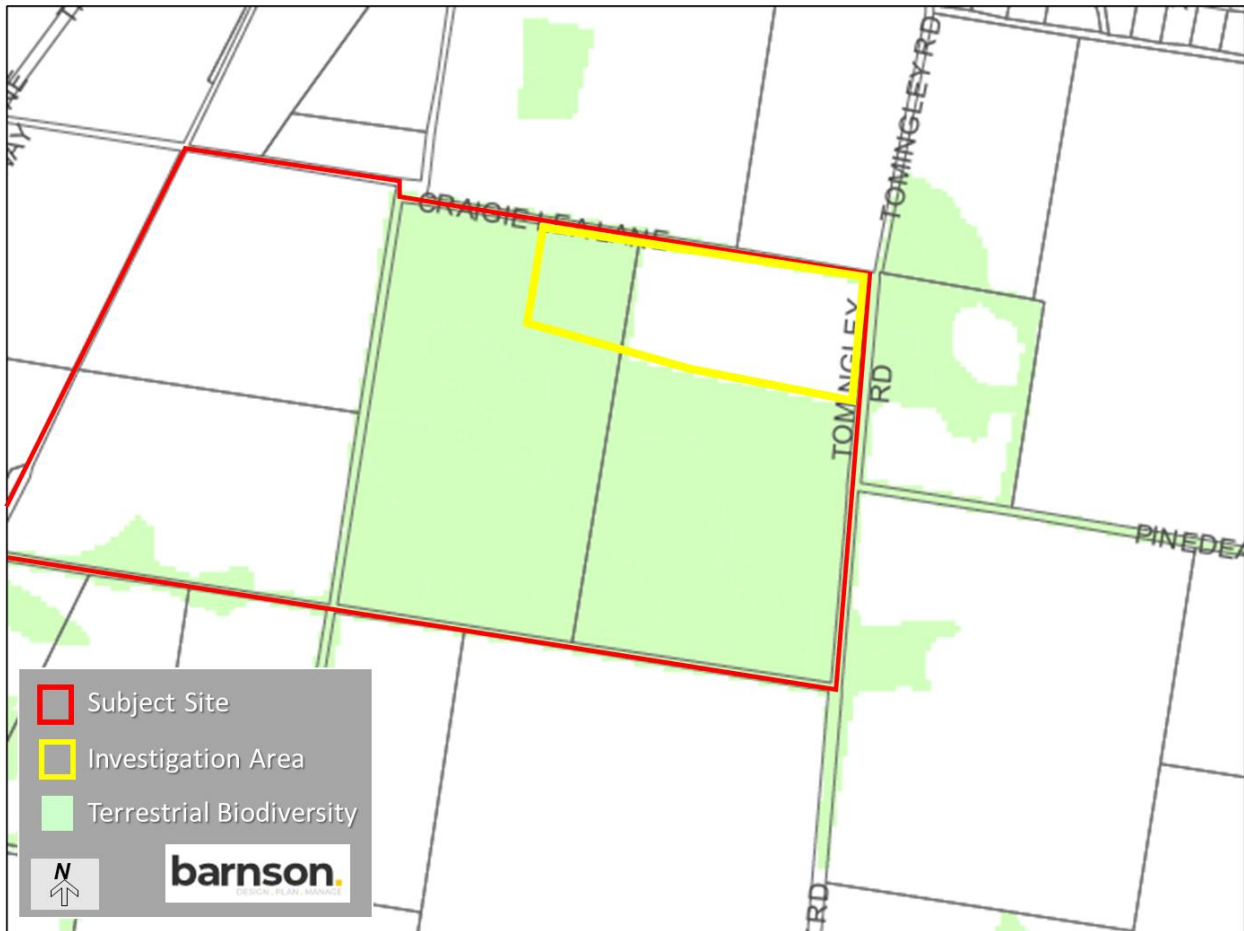 TOMINGLEY RD
CRAIGIE LEA LANE
TOMINGLEY
RD
PINEDEA
RD
Subject Site
Investigation Area
Terrestrial Biodiversity
N
barnson.
DESIGN . PLAN . MANAGE